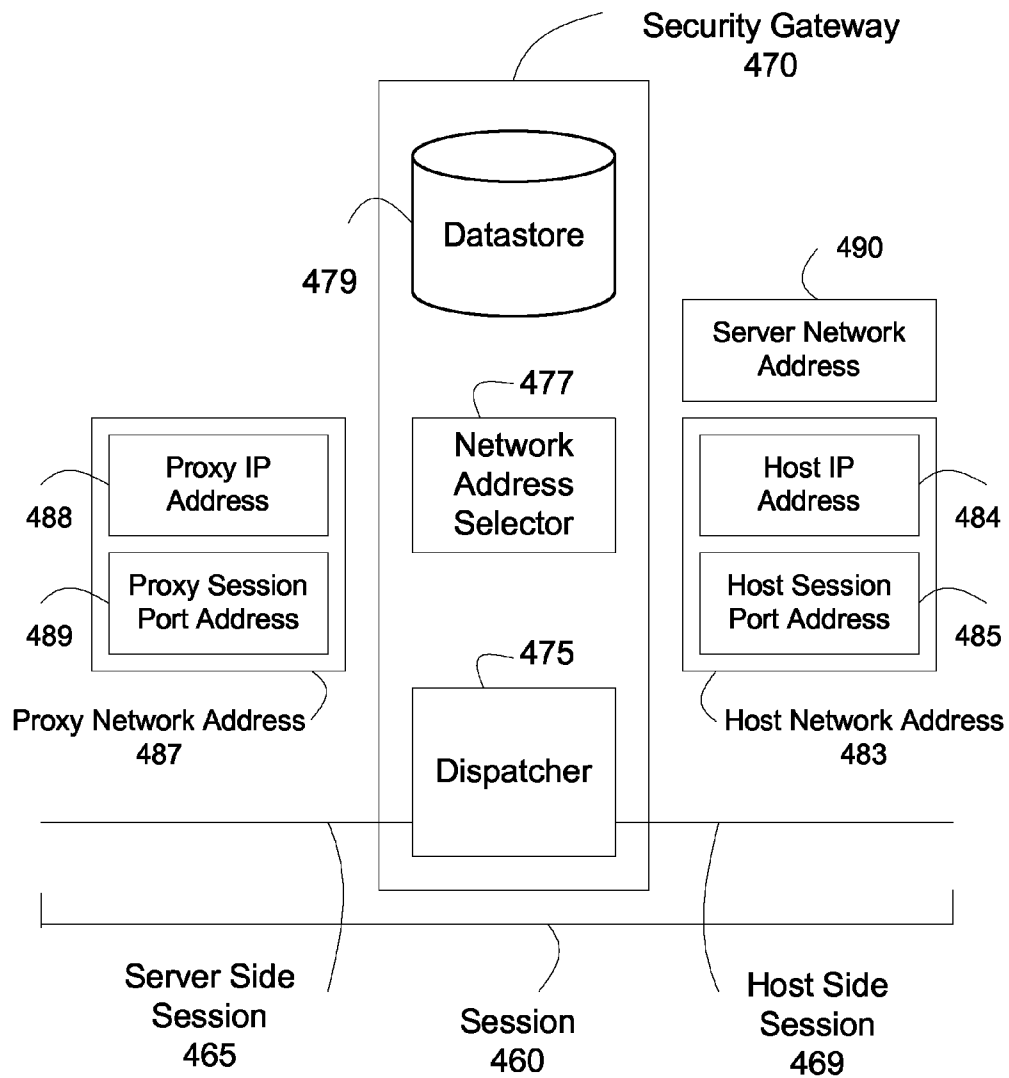 Security Gateway
470
Datastore
479
490
Server Network
Address
477
Network
Address
Selector
Proxy IP
Address
488
Proxy Session
Port Address
489
Proxy Network Address
487
Host IP
Address
484
Host Session
Port Address
485
Host Network Address
483
475
Dispatcher
Server Side
Session
465
Session
460
Host Side
Session
469